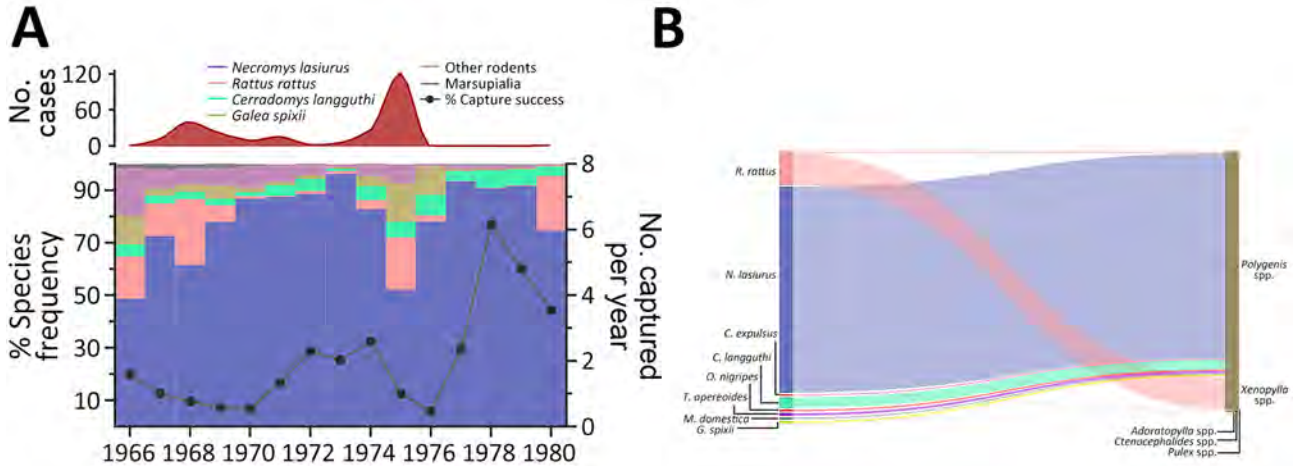 A
No. cases
120
60
0
Necromys lasiurus
Rattus rattus
Cerradomys langguthi
Galea spixii
Other rodents
Marsupialia
% Capture success
% Species frequency
90
70
50
30
10
8
6
4
2
0
No. captured per year
1966 1968 1970 1972 1974 1976 1978 1980
B
R. rattus
N. lasiurus
C. expulsus
C. langguthi
O. nigripes
T. apereoides
M. domestica
G. spixii
Polygenis
spp.
Xenopylla
spp.
Adoratopylla spp.
Ctenocephalides spp.
Pulex spp.